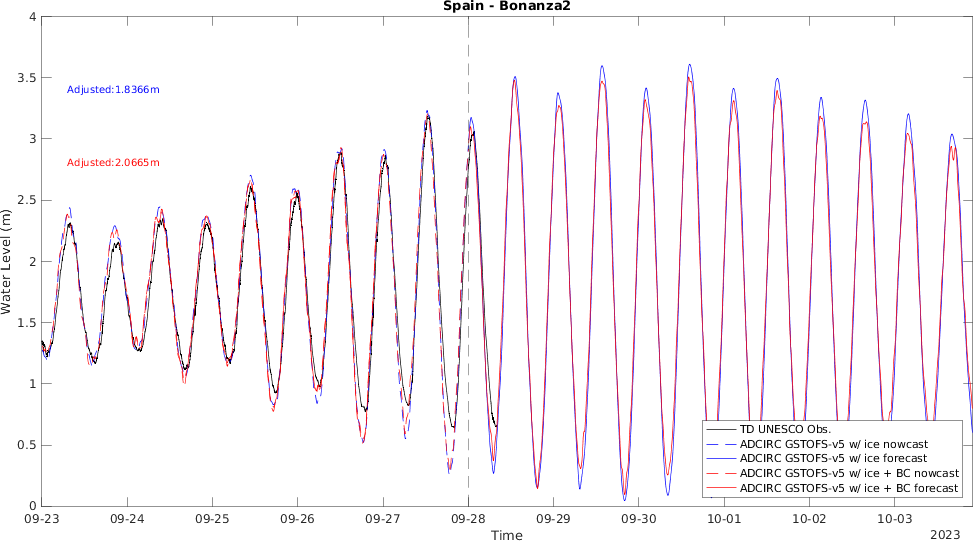 Spain - Bonanza2
4
3.5
3
2.5
2
1.5
1
0.5
0
Water Level (m)
Adjusted:1.8366m
Adjusted:2.0665m
TD UNESCO Obs.
ADCIRC GSTOFS-v5 w/ ice nowcast
ADCIRC GSTOFS-v5 w/ ice forecast
ADCIRC GSTOFS-v5 w/ ice + BC nowcast
ADCIRC GSTOFS-v5 w/ ice + BC forecast
09-23 09-24 09-25 09-26 09-27 09-28 09-29 09-30 10-01 10-02 10-03
Time
2023